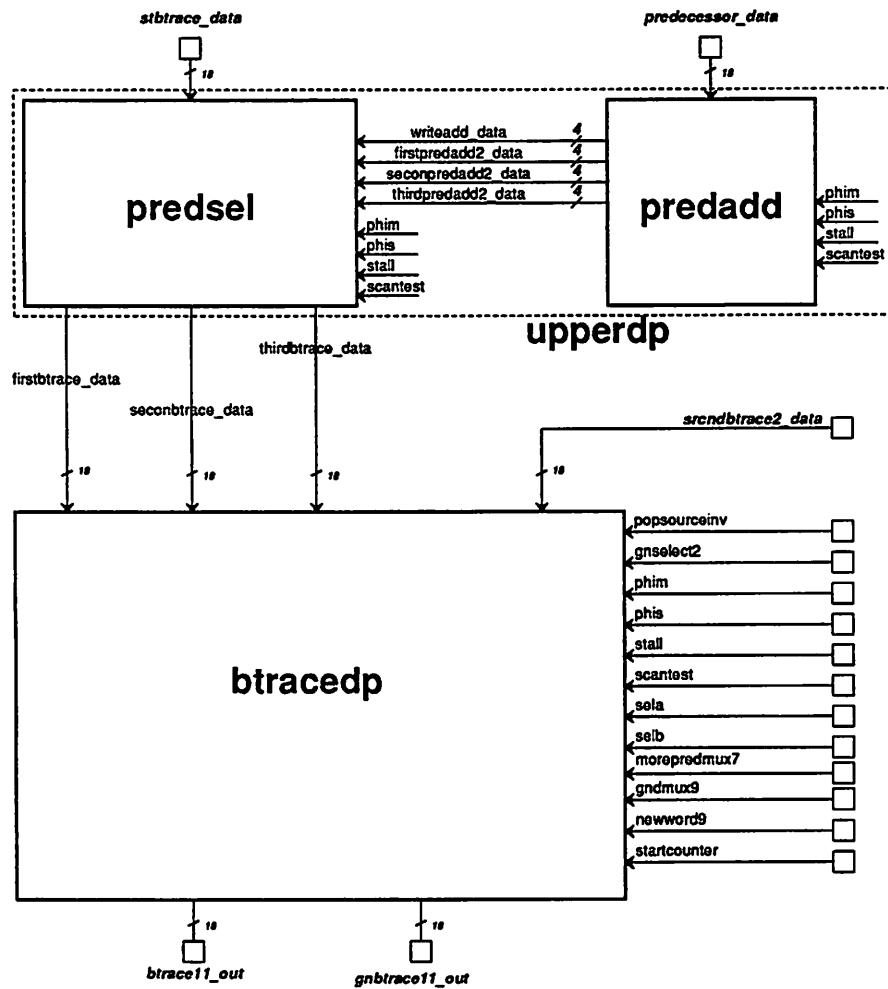 stbtrace_data
predecessor_data
18
18
writeadd_data
4
firstpredadd2_data
4
seconpredadd2_data
4
thirdpredadd2_data
4
predsel
predadd
phim
phis
stall
scantest
phim
phis
stall
scantest
upperdp
thirdbtrace_data
firstbtrace_data
seconbtrace_data
srcndbtrace2_data
18
18
18
18
popsourceinv
gnselect2
phim
phis
stall
scantest
sela
selb
morepredmux7
gndmux9
newword9
startcounter
btracedp
18
18
btrace11_out
gnbtrace11_out